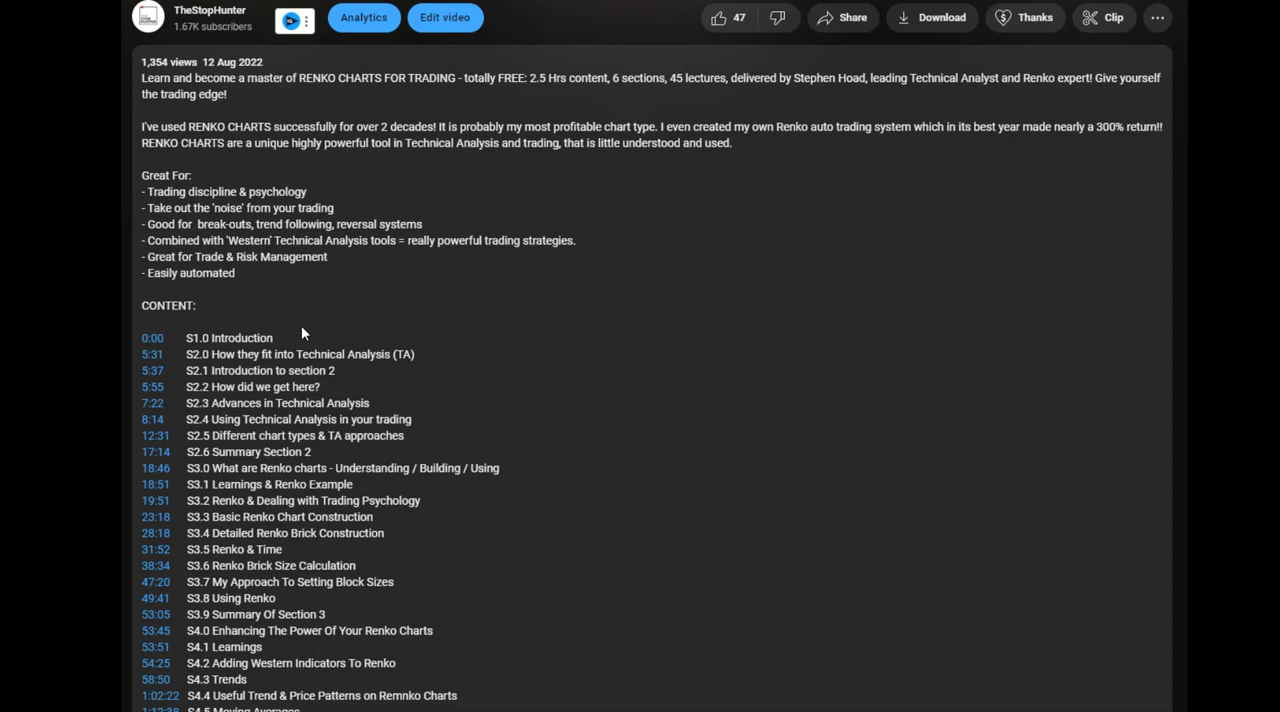 TheStopHunter
1.67K subscribers
Analytics
Edit video
47
Share
Download
Thanks
Clip
1,354 views 12 Aug 2022
Learn and become a master of RENKO CHARTS FOR TRADING - totally FREE: 2.5 Hrs content, 6 sections, 45 lectures, delivered by Stephen Hoad, leading Technical Analyst and Renko expert! Give yourself
the trading edge!
I've used RENKO CHARTS successfully for over 2 decades! It is probably my most profitable chart type. I even created my own Renko auto trading system which in its best year made nearly a 300% return!!
RENKO CHARTS are a unique highly powerful tool in Technical Analysis and trading, that is little understood and used.
Great For:
- Trading discipline & psychology
- Take out the 'noise' from your trading
- Good for break-outs, trend following, reversal systems
- Combined with 'Western' Technical Analysis tools = really powerful trading strategies.
- Great for Trade & Risk Management
- Easily automated
CONTENT:
0:00 S1.0 Introduction
5:31 S2.0 How they fit into Technical Analysis (TA)
5:37 S2.1 Introduction to section 2
5:55 S2.2 How did we get here?
7:22 S2.3 Advances in Technical Analysis
8:14 S2.4 Using Technical Analysis in your trading
12:31 S2.5 Different chart types & TA approaches
17:14 S2.6 Summary Section 2
18:46 S3.0 What are Renko charts - Understanding / Building / Using
18:51 S3.1 Learnings & Renko Example
19:51 S3.2 Renko & Dealing with Trading Psychology
23:18 S3.3 Basic Renko Chart Construction
28:18 S3.4 Detailed Renko Brick Construction
31:52 S3.5 Renko & Time
38:34 S3.6 Renko Brick Size Calculation
47:20 S3.7 My Approach To Setting Block Sizes
49:41 S3.8 Using Renko
53:05 S3.9 Summary Of Section 3
53:45 S4.0 Enhancing The Power Of Your Renko Charts
53:51 S4.1 Learnings
54:25 S4.2 Adding Western Indicators To Renko
58:50 S4.3 Trends
1:02:22 S4.4 Useful Trend & Price Patterns on Remnko Charts
1:12:38 S4.5 Moving Averages